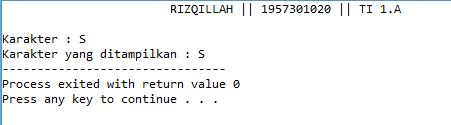 RIZQILLAH || 1957301020 || TI 1.A
Karakter : S
Karakter yang ditampilkan : S
--------------------------------
Process exited with return value 0
Press any key to continue . . .